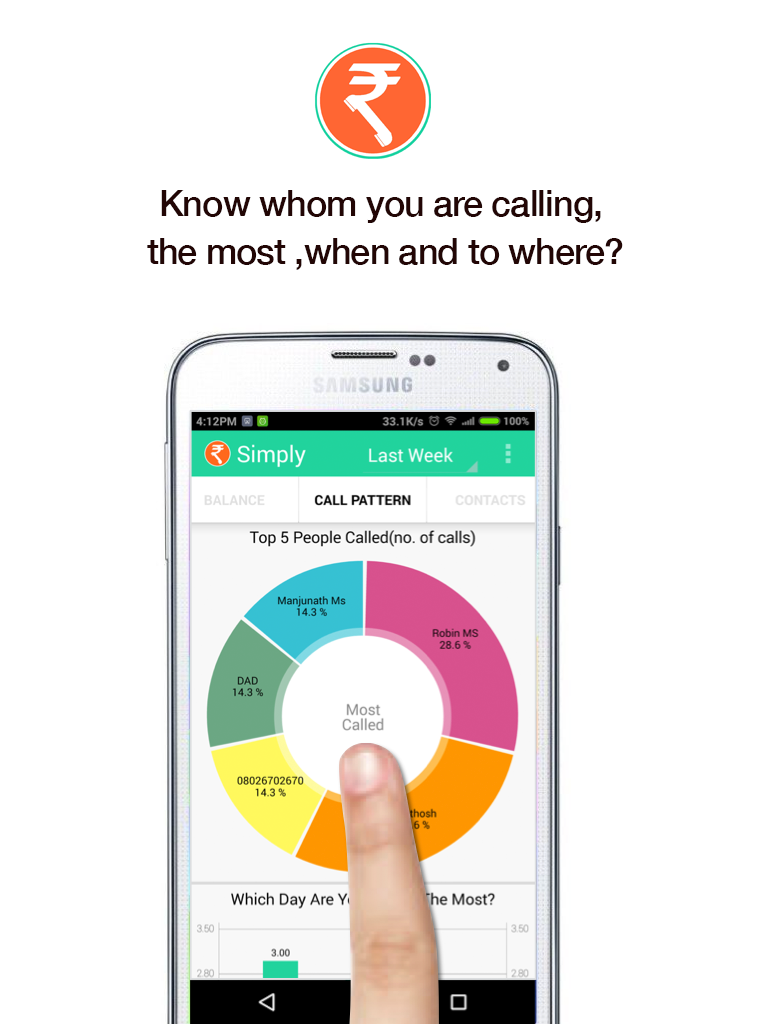 Know whom you are calling,
the most ,when and to where?
SAMSUNG
4:12PM 33.1K/s 100%
Simply Last Week
BALANCE CALL PATTERN CONTACTS
Top 5 People Called(no. of calls)
Manjunath Ms
14.3 %
Robin MS
28.6 %
DAD
14.3 %
Most
Called
08026702670
14.3 %
thosh
6 %
Which Day Are The Most?
3.50 3.50
3.00
2.80 2.80